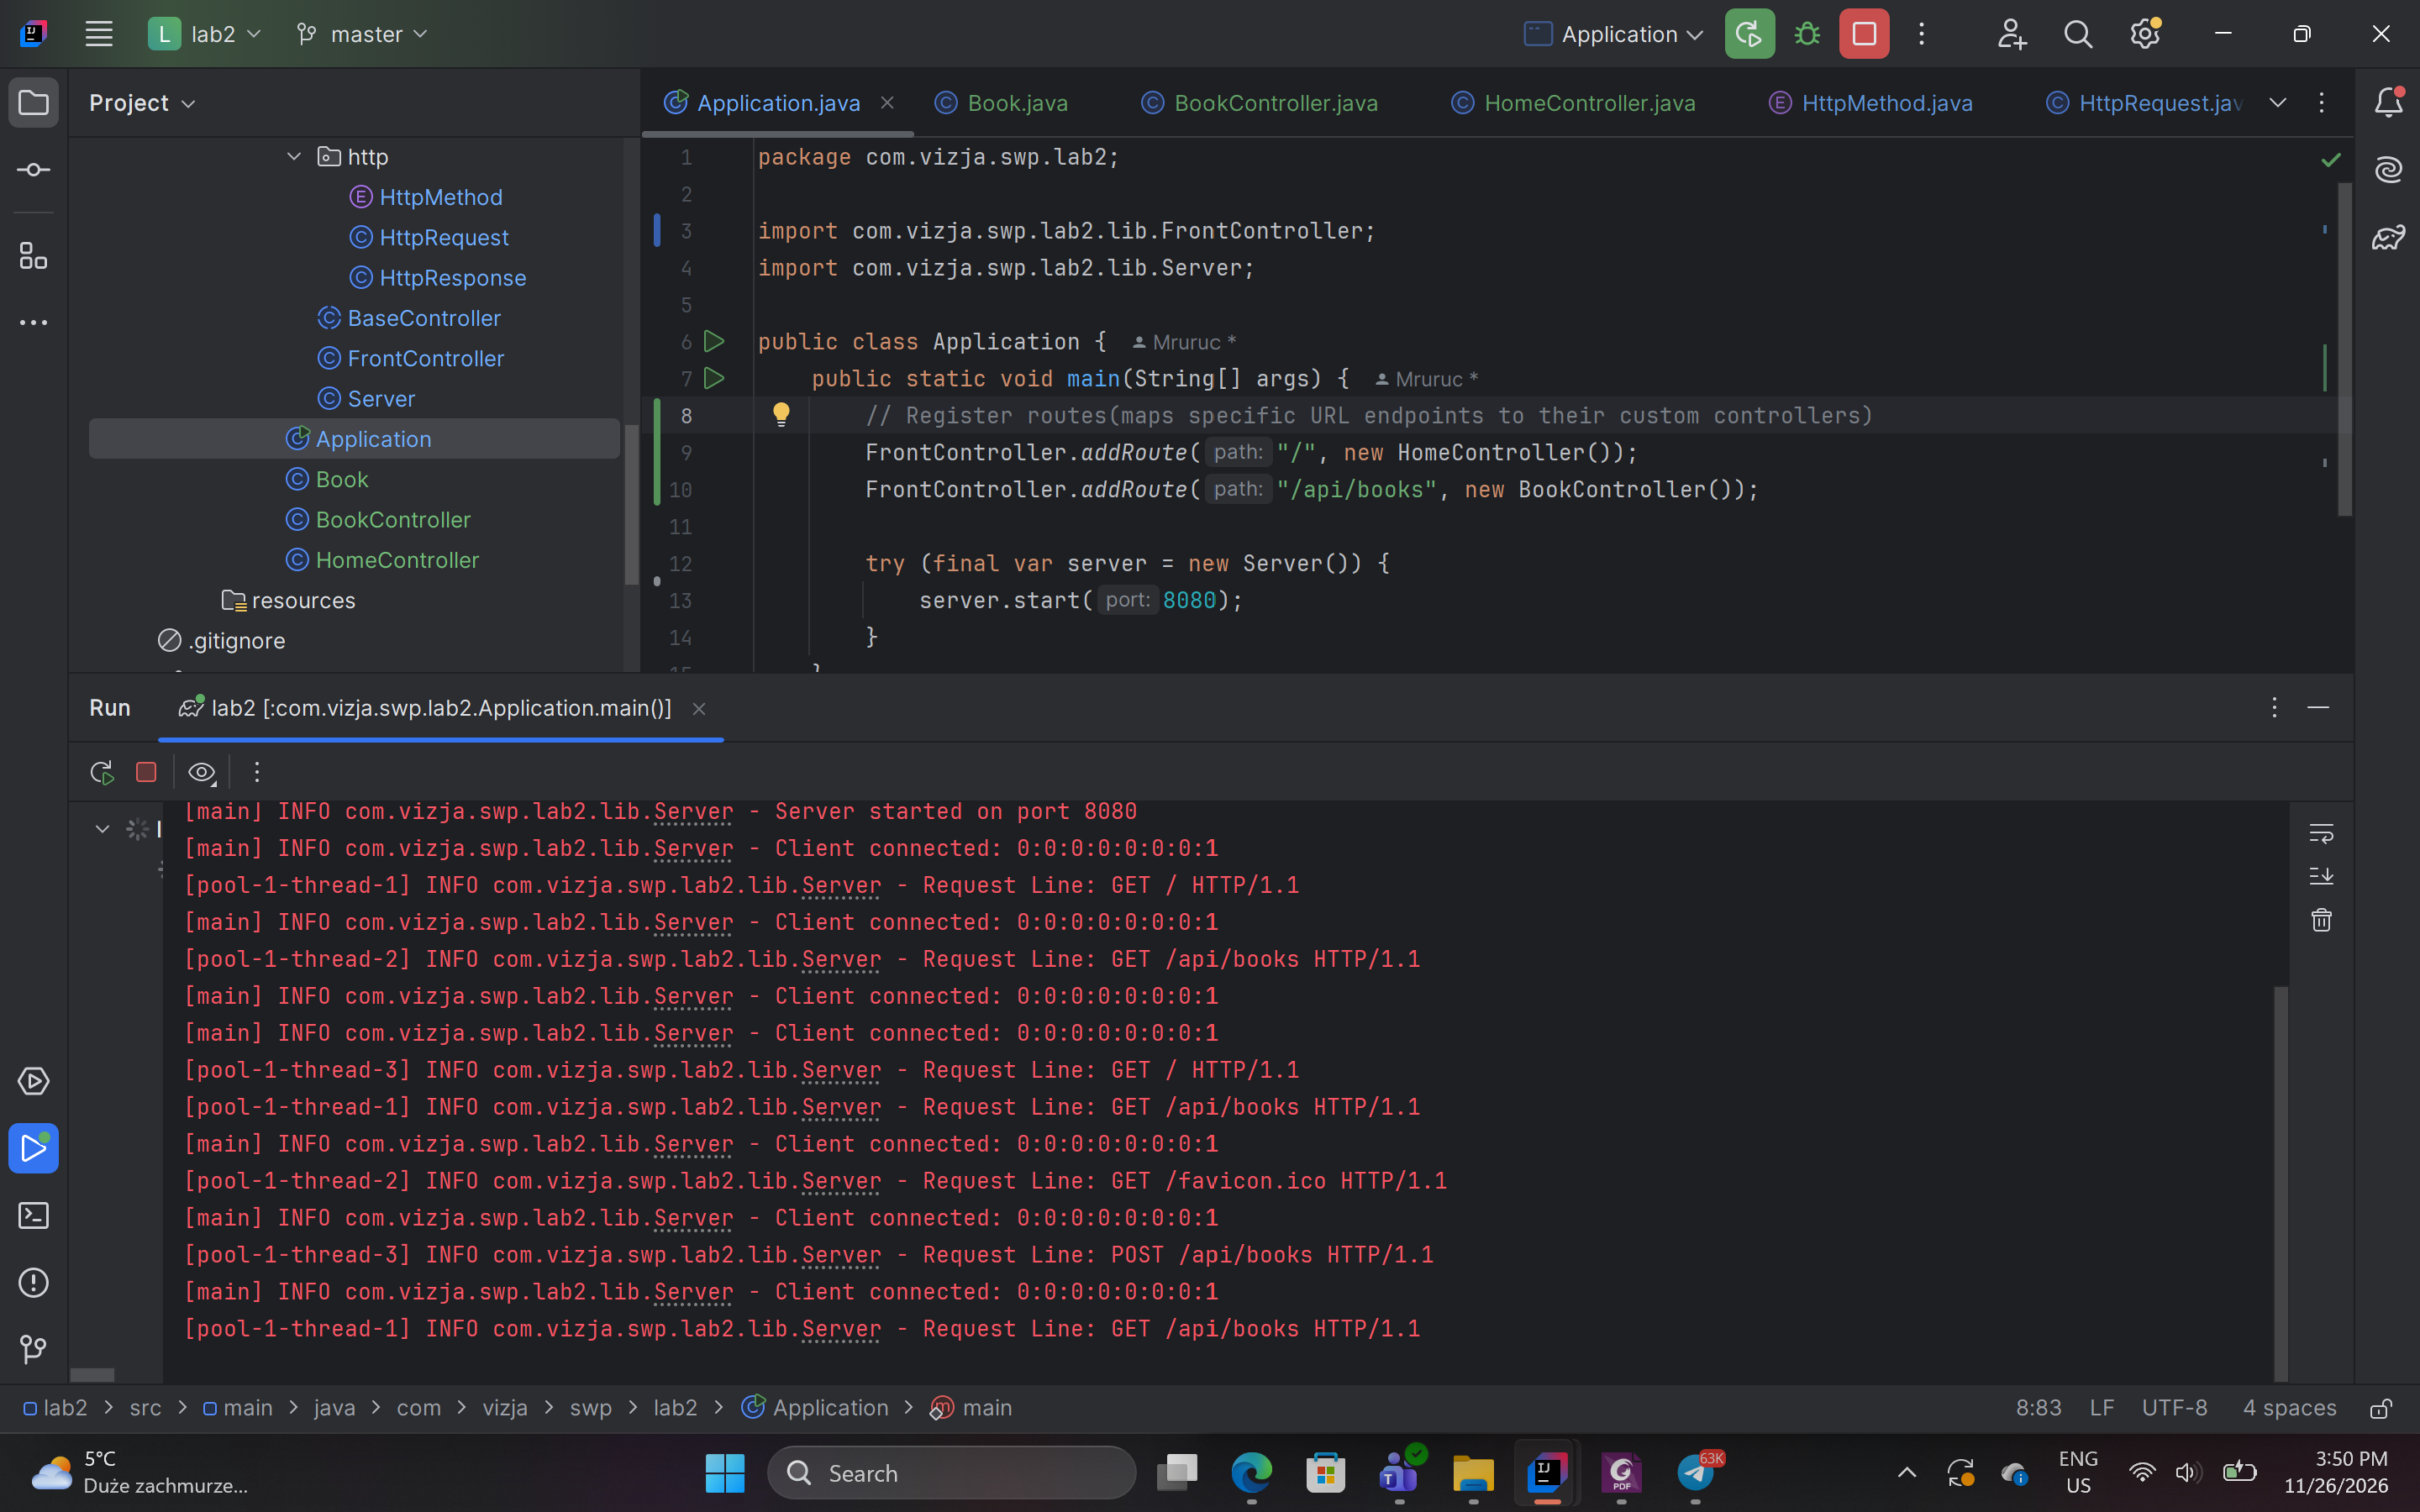 L lab2 master Application
Project
Application.java Book.java BookController.java HomeController.java HttpMethod.java HttpRequest.jav
http
HttpMethod
HttpRequest
HttpResponse
BaseController
FrontController
Server
Application
Book
BookController
HomeController
resources
.gitignore
1 package com.vizja.swp.lab2;
2
3 import com.vizja.swp.lab2.lib.FrontController;
4 import com.vizja.swp.lab2.lib.Server;
5
6 public class Application { Mruruc *
7 public static void main(String[] args) { Mruruc *
8 // Register routes(maps specific URL endpoints to their custom controllers)
9 FrontController.addRoute( path: "/", new HomeController());
10 FrontController.addRoute( path: "/api/books", new BookController());
11
12 try (final var server = new Server()) {
13 server.start( port: 8080);
14 }
Run lab2 [:com.vizja.swp.lab2.Application.main()]
[main] INFO com.vizja.swp.lab2.lib.Server - Server started on port 8080
[main] INFO com.vizja.swp.lab2.lib.Server - Client connected: 0:0:0:0:0:0:0:1
[pool-1-thread-1] INFO com.vizja.swp.lab2.lib.Server - Request Line: GET / HTTP/1.1
[main] INFO com.vizja.swp.lab2.lib.Server - Client connected: 0:0:0:0:0:0:0:1
[pool-1-thread-2] INFO com.vizja.swp.lab2.lib.Server - Request Line: GET /api/books HTTP/1.1
[main] INFO com.vizja.swp.lab2.lib.Server - Client connected: 0:0:0:0:0:0:0:1
[main] INFO com.vizja.swp.lab2.lib.Server - Client connected: 0:0:0:0:0:0:0:1
[pool-1-thread-3] INFO com.vizja.swp.lab2.lib.Server - Request Line: GET / HTTP/1.1
[pool-1-thread-1] INFO com.vizja.swp.lab2.lib.Server - Request Line: GET /api/books HTTP/1.1
[main] INFO com.vizja.swp.lab2.lib.Server - Client connected: 0:0:0:0:0:0:0:1
[pool-1-thread-2] INFO com.vizja.swp.lab2.lib.Server - Request Line: GET /favicon.ico HTTP/1.1
[main] INFO com.vizja.swp.lab2.lib.Server - Client connected: 0:0:0:0:0:0:0:1
[pool-1-thread-3] INFO com.vizja.swp.lab2.lib.Server - Request Line: POST /api/books HTTP/1.1
[main] INFO com.vizja.swp.lab2.lib.Server - Client connected: 0:0:0:0:0:0:0:1
[pool-1-thread-1] INFO com.vizja.swp.lab2.lib.Server - Request Line: GET /api/books HTTP/1.1
lab2 > src > main > java > com > vizja > swp > lab2 > Application > main 8:83 LF UTF-8 4 spaces
5°C
Duże zachmurze...
Search
63K
PDF
ENG
US
3:50 PM
11/26/2026